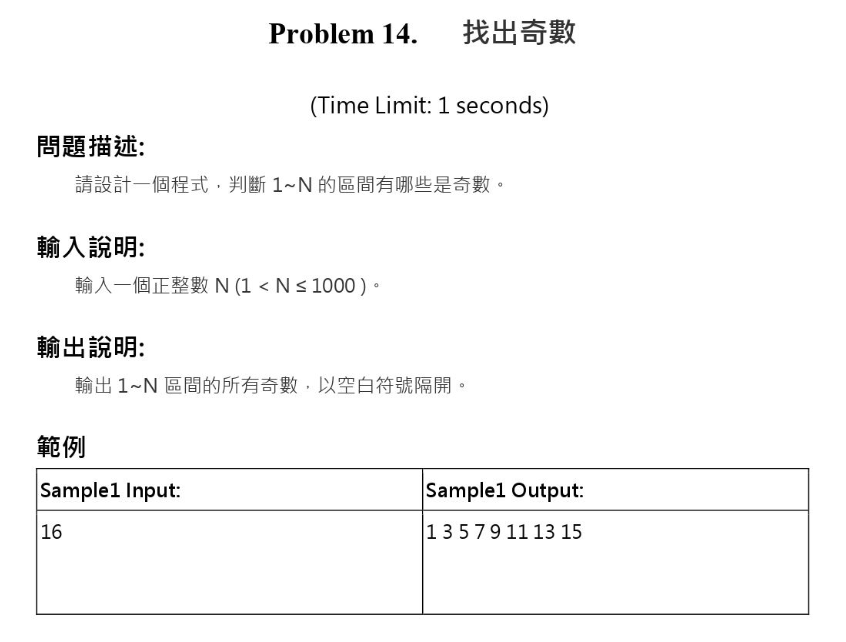 Problem 14. 找出奇數
(Time Limit: 1 seconds)
問題描述:
請設計一個程式，判斷 1~N 的區間有哪些是奇數。
輸入說明:
輸入一個正整數 N (1 < N ≤ 1000 )。
輸出說明:
輸出 1~N 區間的所有奇數，以空白符號隔開。
範例
Sample1 Input: Sample1 Output:
16 1 3 5 7 9 11 13 15